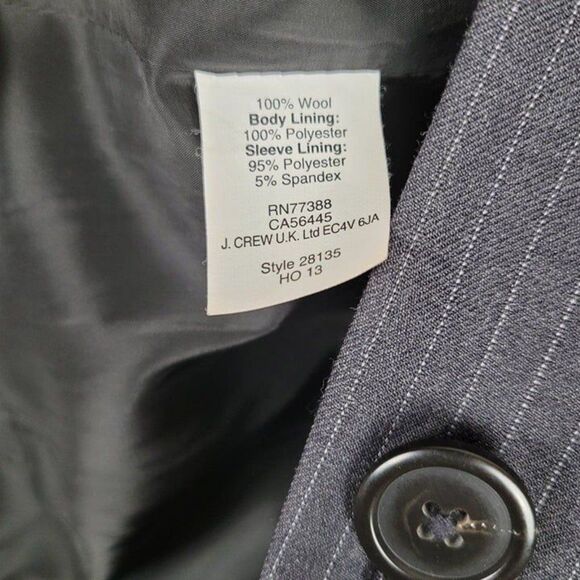 100% Wool
Body Lining:
100% Polyester
Sleeve Lining:
95% Polyester
5% Spandex
RN77388
CA56445
J. CREW U.K. Ltd EC4V 6JA
Style 28135
HO 13